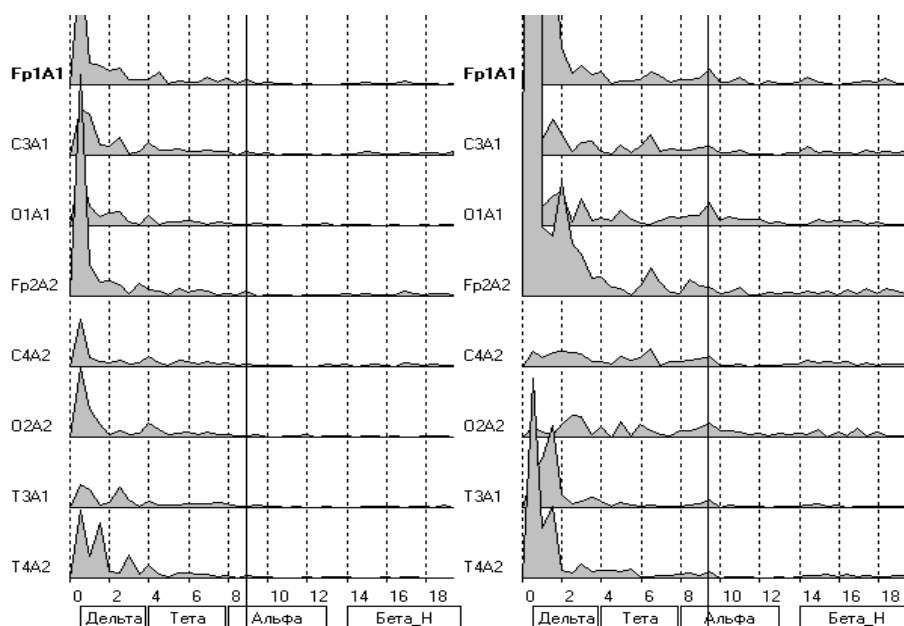 Fp1A1
C3A1
O1A1
Fp2A2
C4A2
O2A2
T3A1
T4A2
0 2 4 6 8 10 12 14 16 18
Дельта Тета Альфа Бета_Н
Fp1A1
C3A1
O1A1
Fp2A2
C4A2
O2A2
T3A1
T4A2
0 2 4 6 8 10 12 14 16 18
Дельта Тета Альфа Бета_Н